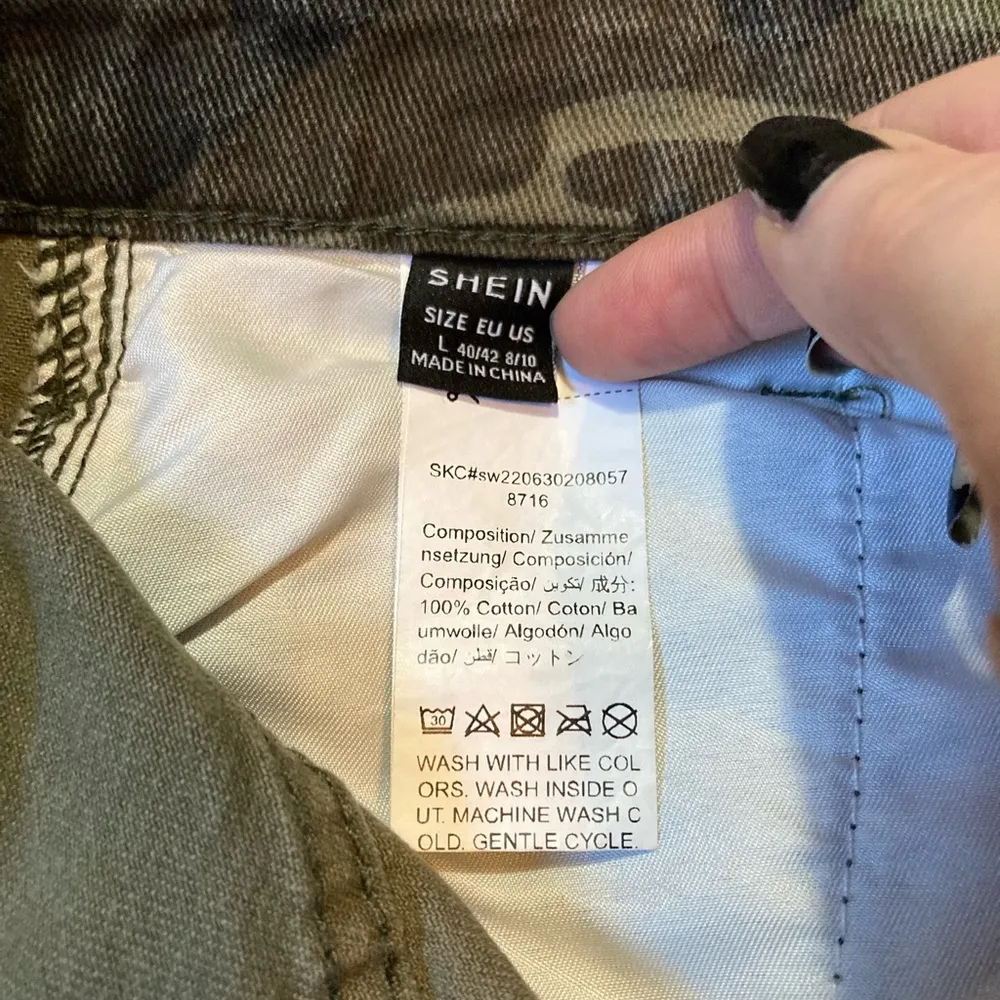 SHEIN
SIZE EU US
L 40/42 8/10
MADE IN CHINA
SKC#sw220630208057
8716
Composition/ Zusamme
nsetzung/ Composición/
Composição/ تكوين/ 成分:
100% Cotton/ Coton/ Ba
umwolle/ Algodón/ Algo
dão/ قطن/ コットン
30
WASH WITH LIKE COL
ORS. WASH INSIDE O
UT. MACHINE WASH C
OLD. GENTLE CYCLE.